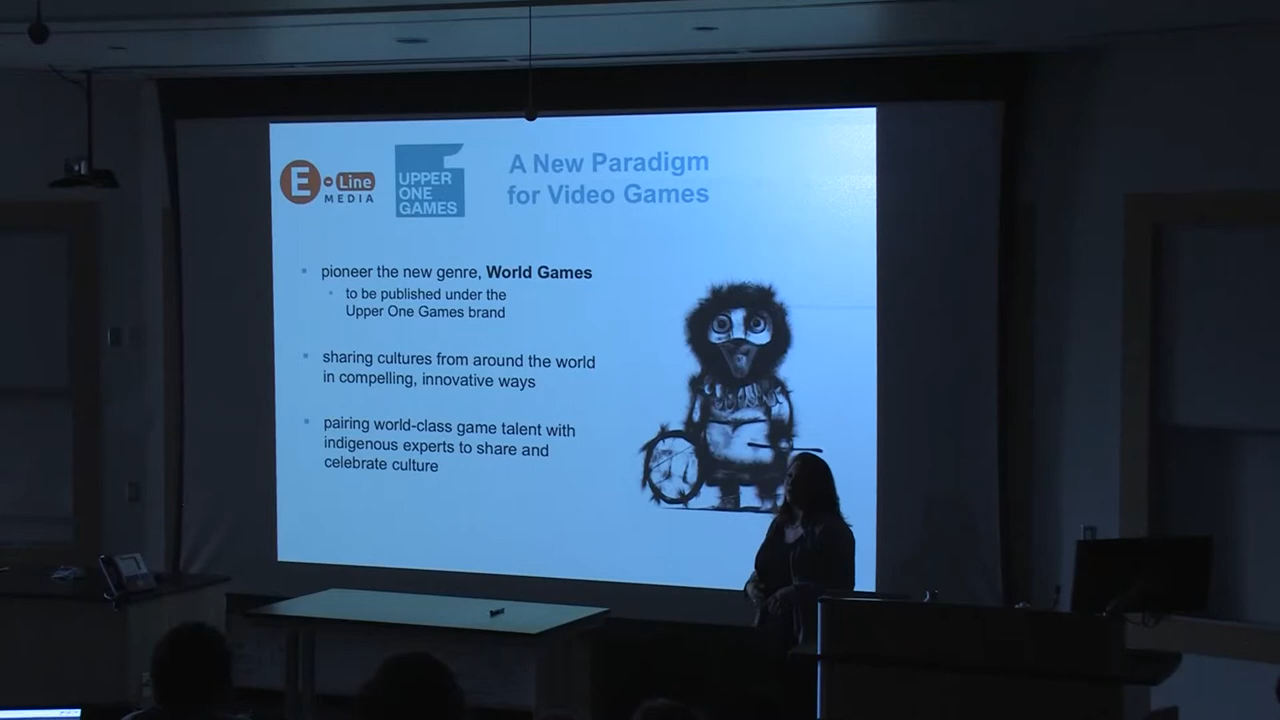 E-Line
MEDIA
UPPER
ONE
GAMES
A New Paradigm
for Video Games
pioneer the new genre, World Games
to be published under the
Upper One Games brand
sharing cultures from around the world
in compelling, innovative ways
pairing world-class game talent with
indigenous experts to share and
celebrate culture